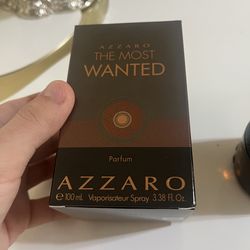 AZZARO
THE MOST
WANTED
Parfum
AZZARO
℮ 100 mL Vaporisateur Spray 3.38 Fl. Oz.